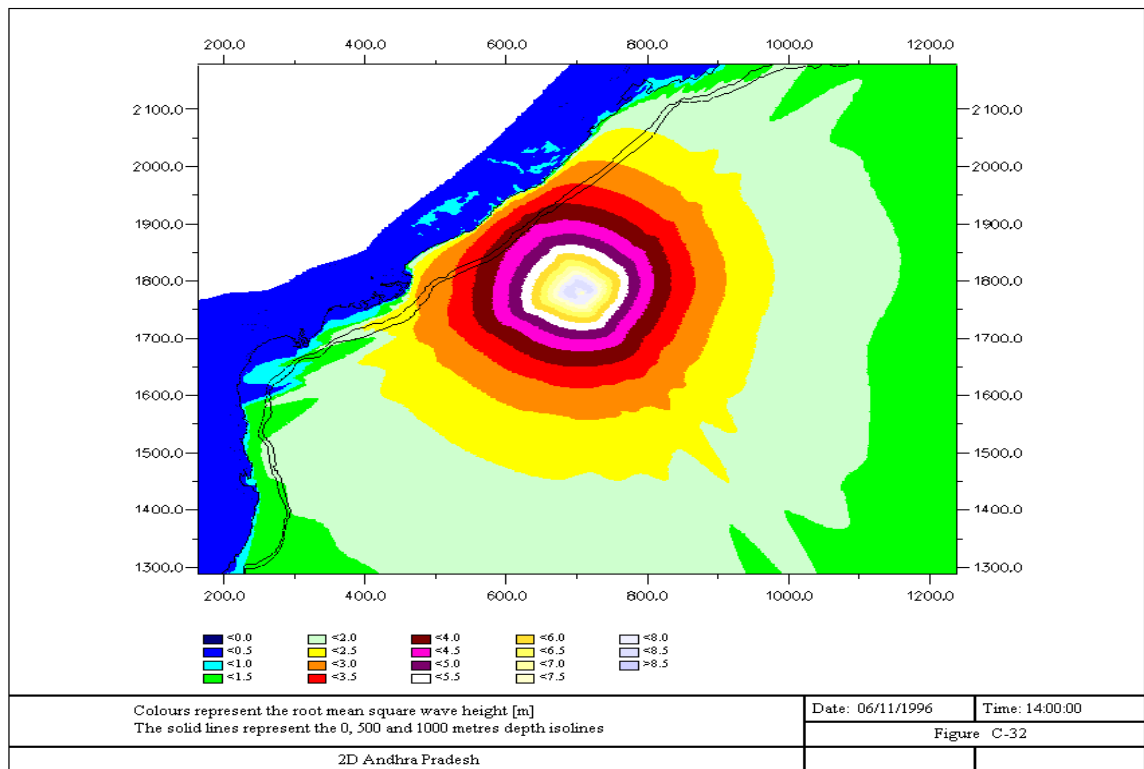 200.0 400.0 600.0 800.0 1000.0 1200.0
2100.0 2100.0
2000.0 2000.0
1900.0 1900.0
1800.0 1800.0
1700.0 1700.0
1600.0 1600.0
1500.0 1500.0
1400.0 1400.0
1300.0 1300.0
200.0 400.0 600.0 800.0 1000.0 1200.0
<0.0 <2.0 <4.0 <6.0 <8.0
<0.5 <2.5 <4.5 <6.5 <8.5
<1.0 <3.0 <5.0 <7.0 >8.5
<1.5 <3.5 <5.5 <7.5
Colours represent the root mean square wave height [m]
The solid lines represent the 0, 500 and 1000 metres depth isolines
Date: 06/11/1996 Time: 14:00:00
Figure C-32
2D Andhra Pradesh